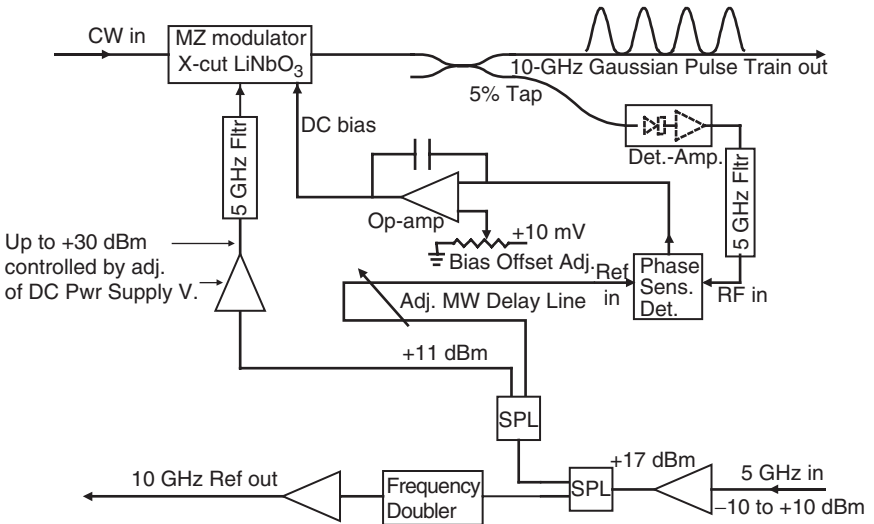 CW in
MZ modulator
X-cut LiNbO3
10-GHz Gaussian Pulse Train out
5% Tap
DC bias
Det.-Amp.
5 GHz Fltr
5 GHz Fltr
Op-amp
+10 mV
Bias Offset Adj.
Up to +30 dBm
controlled by adj.
of DC Pwr Supply V.
Ref
in
Phase
Sens.
Det.
RF in
Adj. MW Delay Line
+11 dBm
SPL
+17 dBm
5 GHz in
–10 to +10 dBm
SPL
10 GHz Ref out
Frequency
Doubler